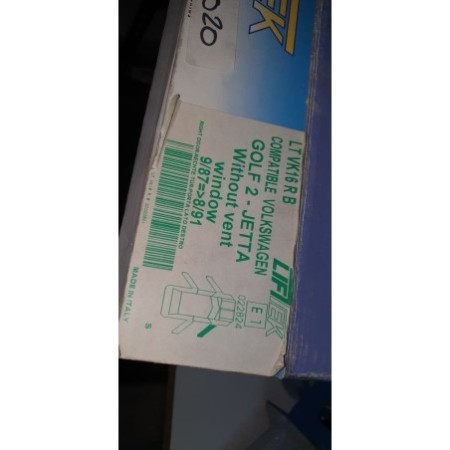 020
EK
LT VK16 R B
COMPATIBLE VOLKSWAGEN
GOLF 2 - JETTA
Without vent
window
9/87=>8/91
LIFTEK
E1
022824
MADE IN ITALY